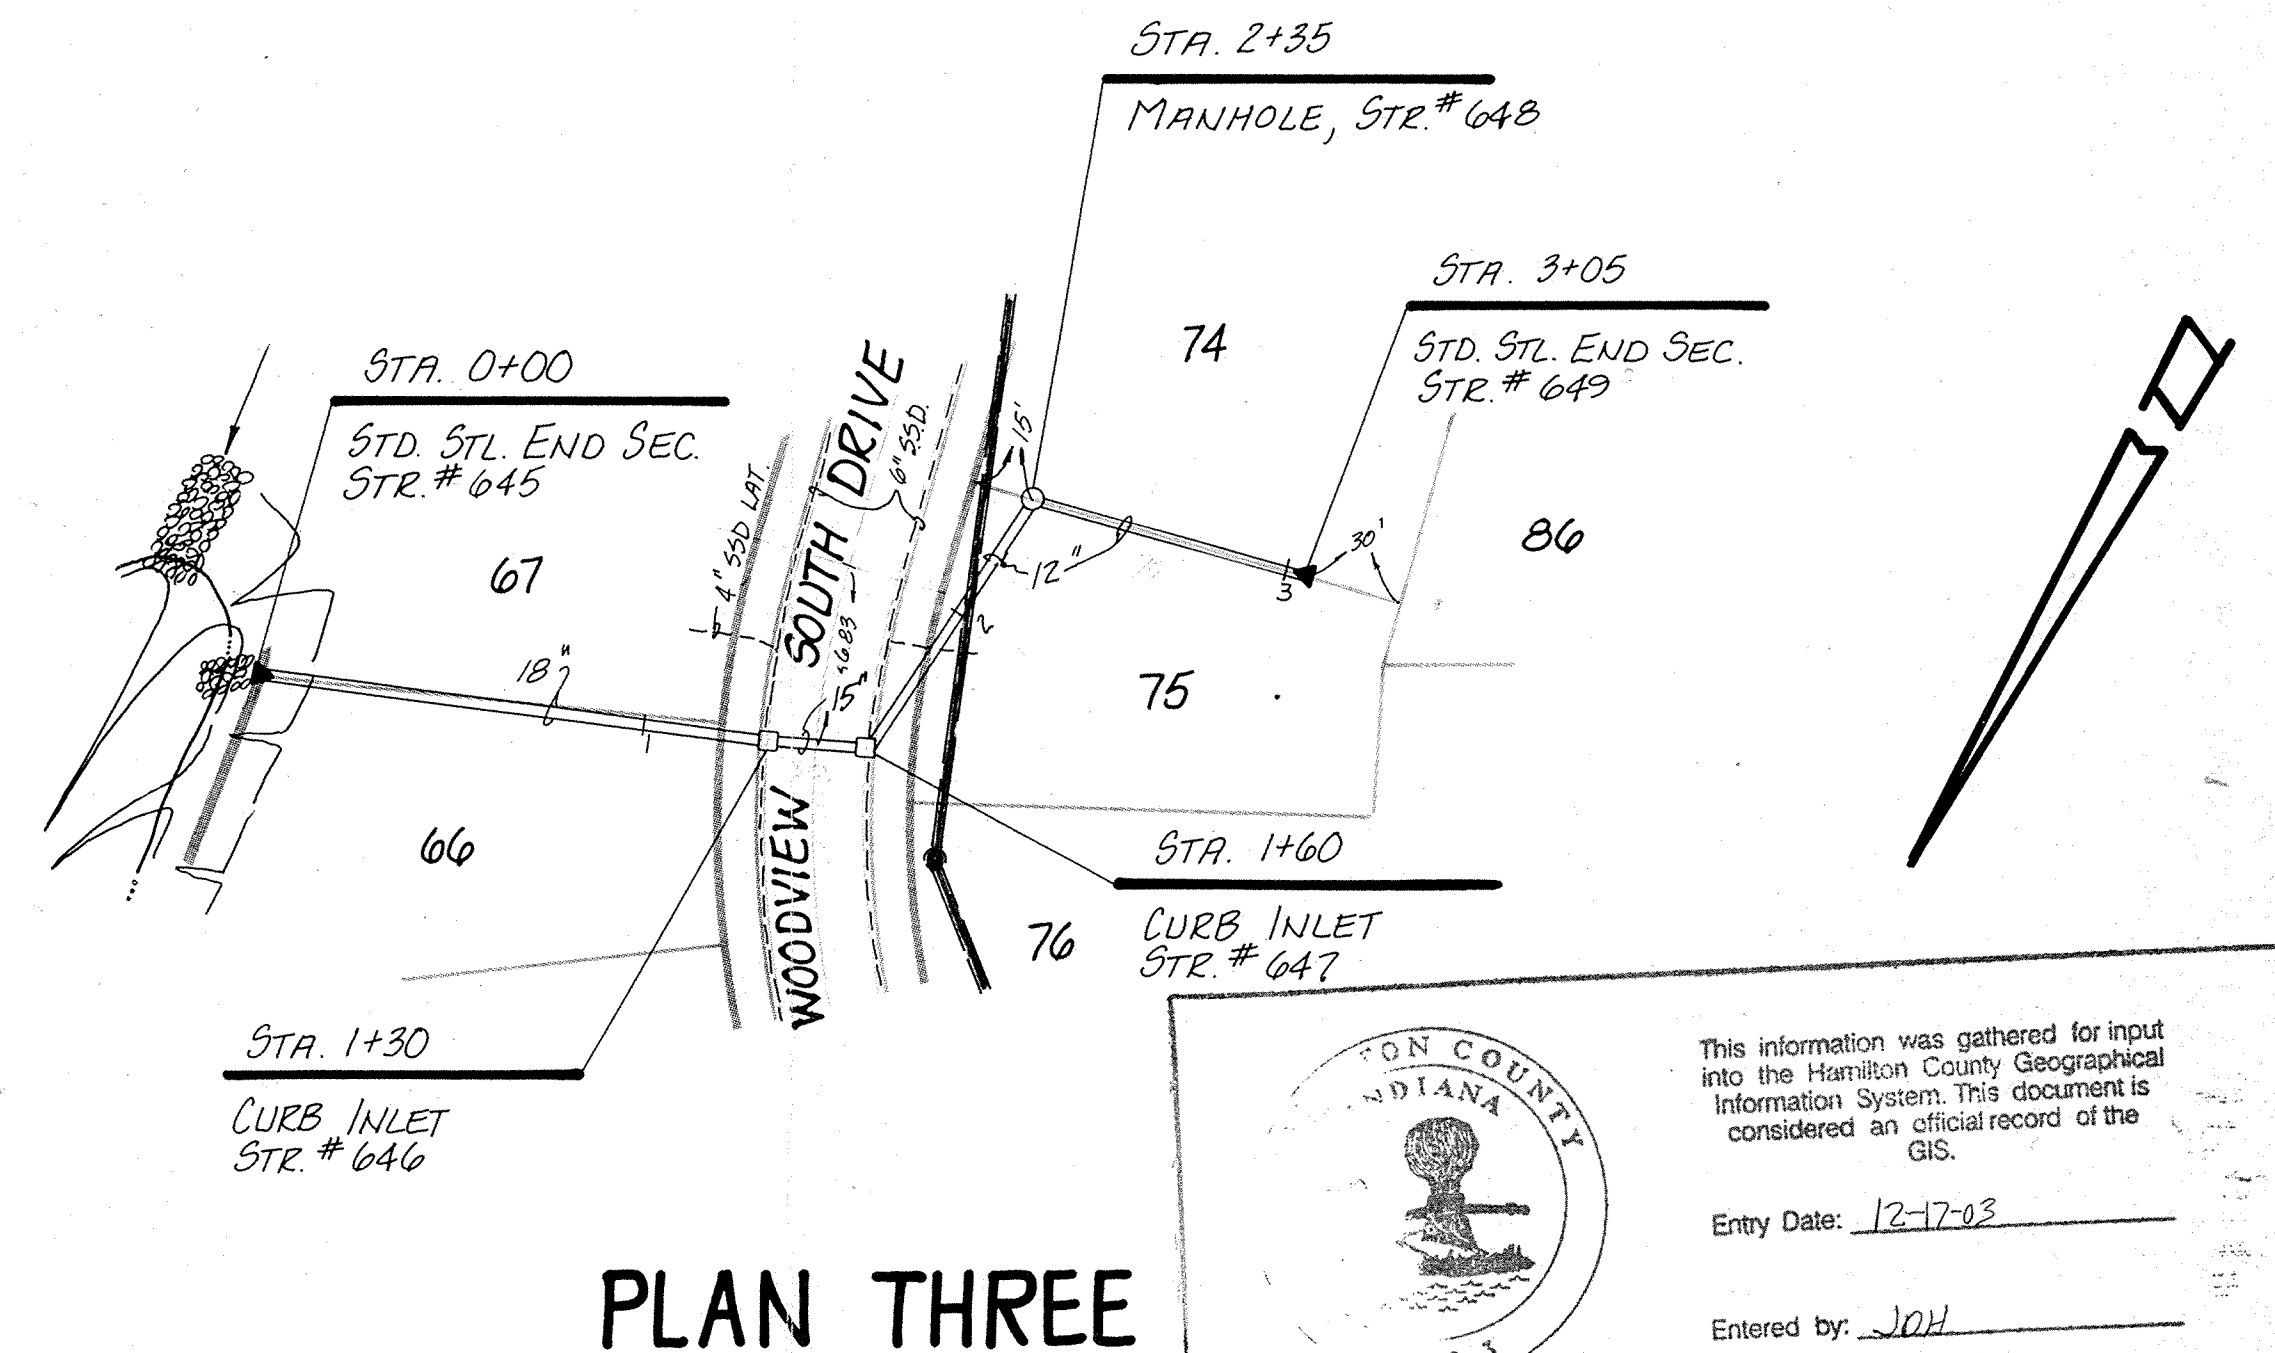 STA. 2+35
MANHOLE, STR.# 648
STA. 3+05
STD. STL. END SEC.
STR.# 649
74
STA. 0+00
STD. STL. END SEC.
STR.# 645
67
4" SSD LAT.
SOUTH DRIVE
6" S.S.D.
15'
12"
30'
3
86
2
18"
1
15"
75
66
WOODVIEW
STA. 1+60
CURB INLET
STR.# 647
76
STA. 1+30
CURB INLET
STR.# 646
PLAN THREE
TON COUNTY
NDIANA
This information was gathered for input
into the Hamilton County Geographical
Information System. This document is
considered an official record of the
GIS.
Entry Date: 12-17-03
Entered by: JDH